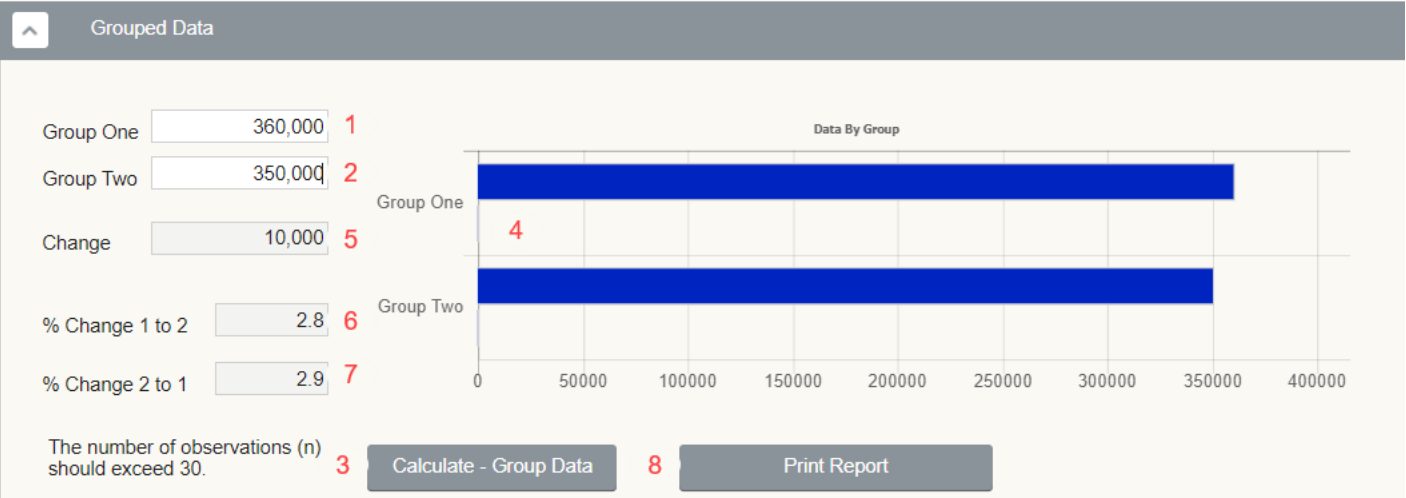 Grouped Data
Group One 360,000 1
Group Two 350,000 2
Change 10,000 5
% Change 1 to 2 2.8 6
% Change 2 to 1 2.9 7
Data By Group
Group One
4
Group Two
0 50000 100000 150000 200000 250000 300000 350000 400000
The number of observations (n)
should exceed 30.
3 Calculate - Group Data 8 Print Report